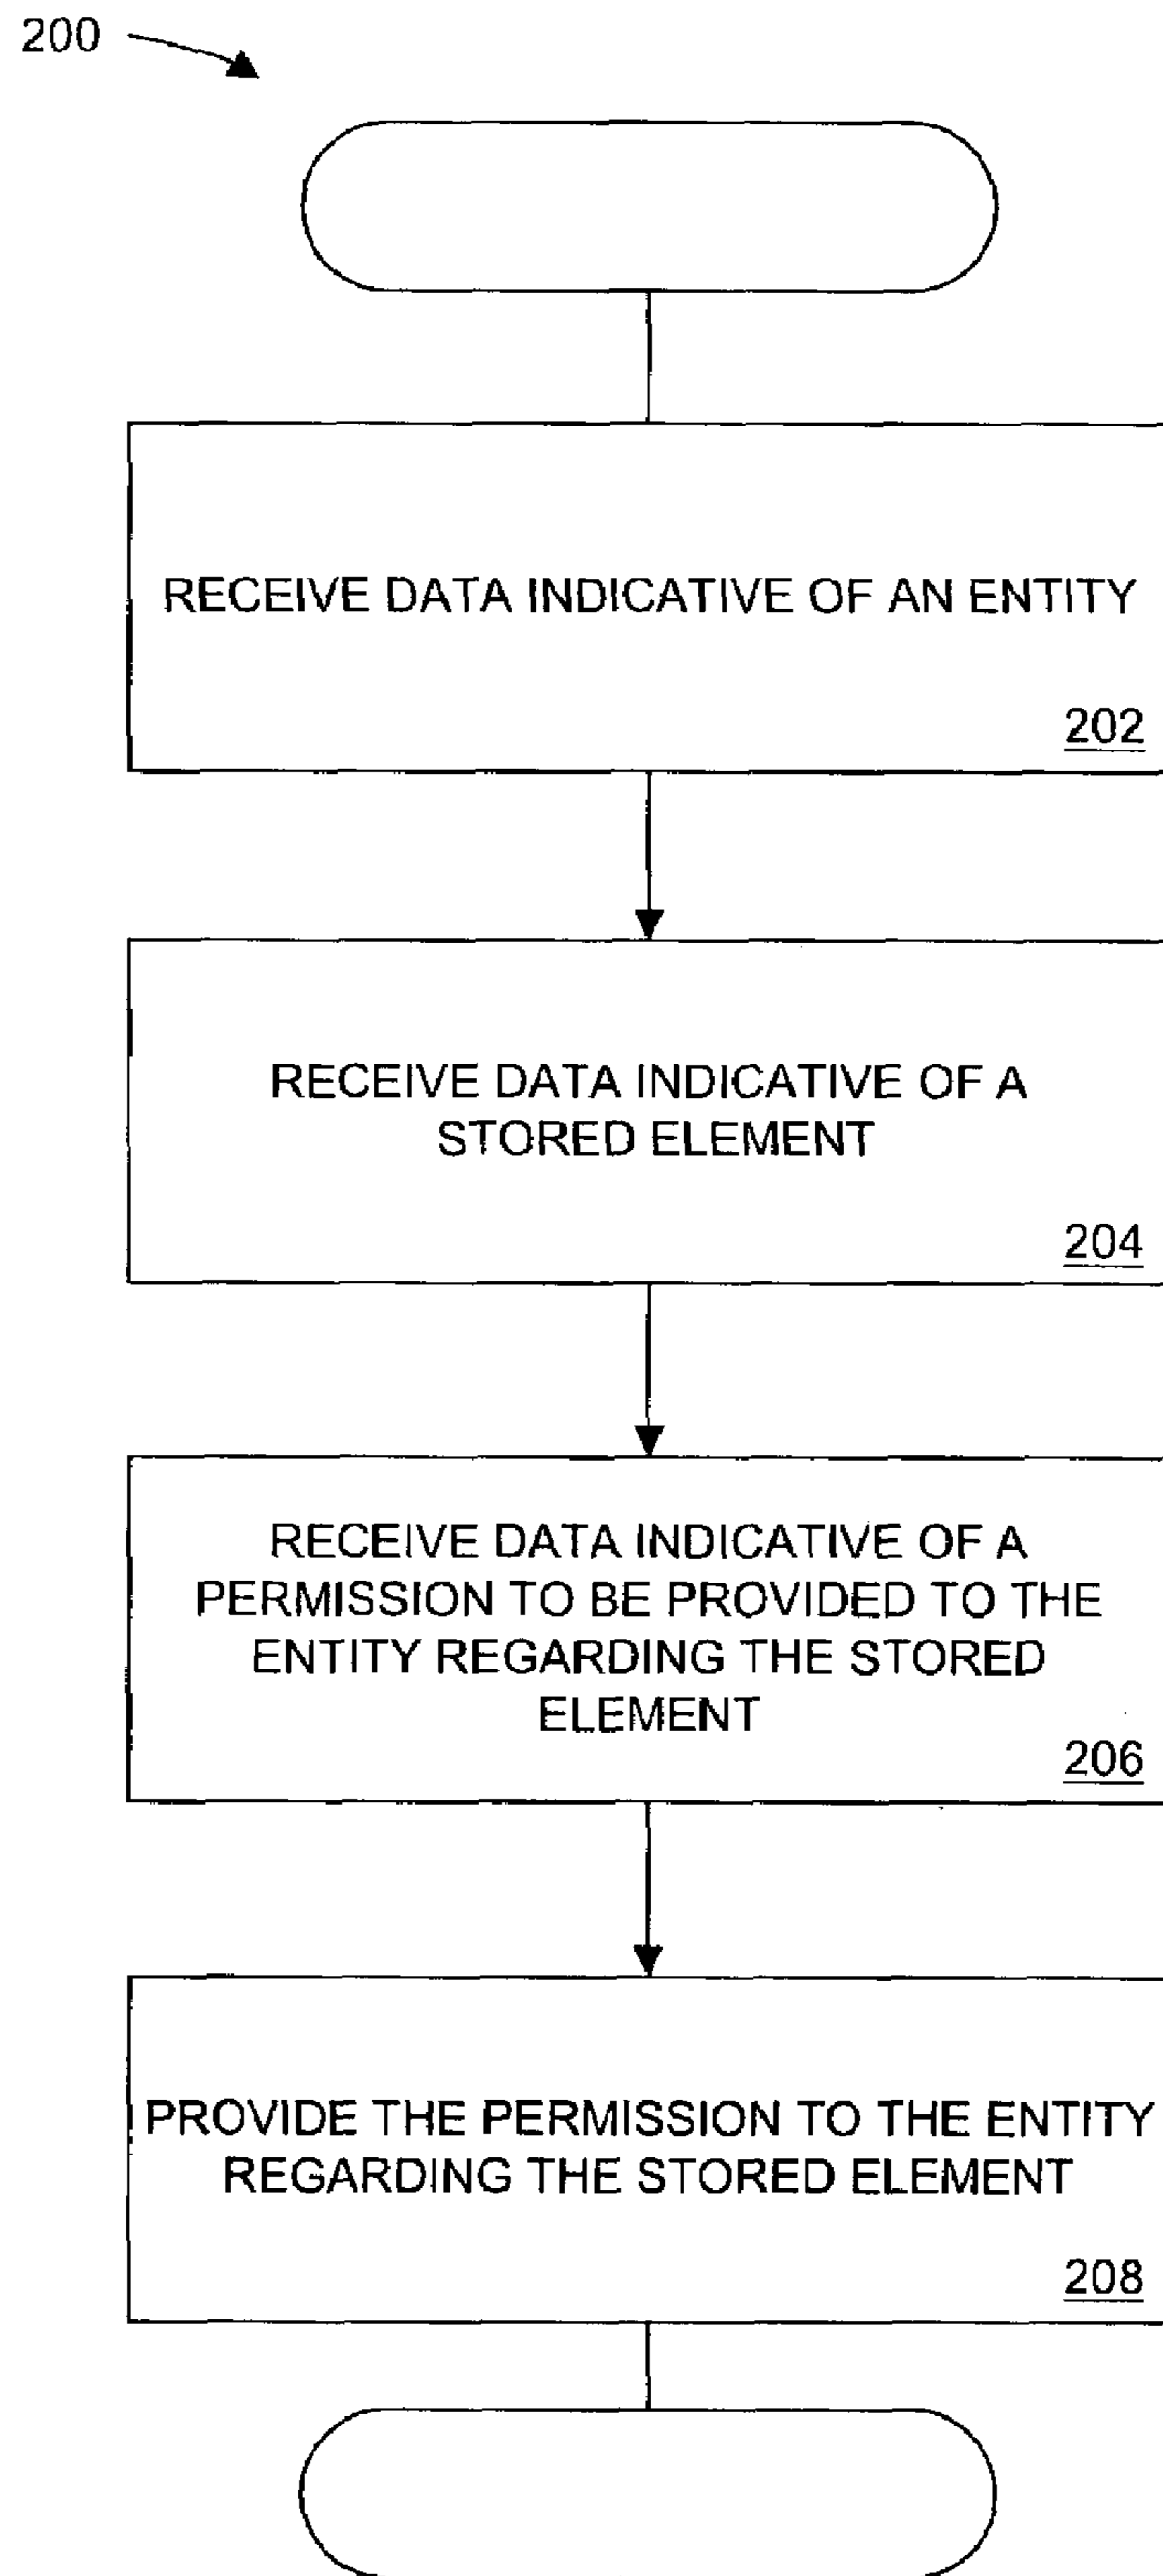 200
RECEIVE DATA INDICATIVE OF AN ENTITY
202
RECEIVE DATA INDICATIVE OF A
STORED ELEMENT
204
RECEIVE DATA INDICATIVE OF A
PERMISSION TO BE PROVIDED TO THE
ENTITY REGARDING THE STORED
ELEMENT
206
PROVIDE THE PERMISSION TO THE ENTITY
REGARDING THE STORED ELEMENT
208